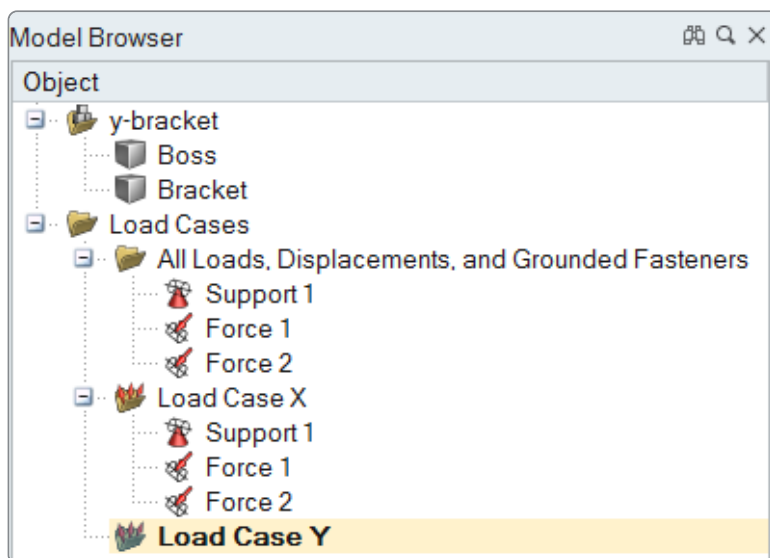 Model Browser
Object
y-bracket
Boss
Bracket
Load Cases
All Loads, Displacements, and Grounded Fasteners
Support 1
Force 1
Force 2
Load Case X
Support 1
Force 1
Force 2
Load Case Y